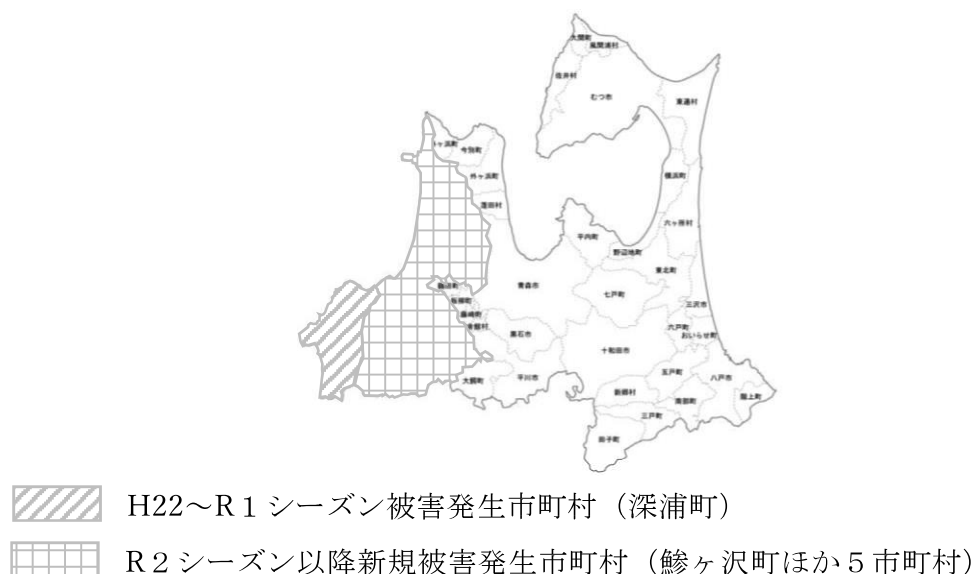 大間町
風間浦村
佐井村
むつ市
東通村
ヶ浜町
今別町
外ヶ浜町
横浜町
蓬田村
六ヶ所村
平内町
野辺地町
東北町
青森市
七戸町
鶴田町
板柳町
三沢市
藤崎町
田舎館村
六戸町
黒石市
おいらせ町
十和田市
五戸町
八戸市
大鰐町
平川市
新郷村
南部町
階上町
三戸町
田子町
H22～R１シーズン被害発生市町村（深浦町）
R２シーズン以降新規被害発生市町村（鰺ヶ沢町ほか５市町村）